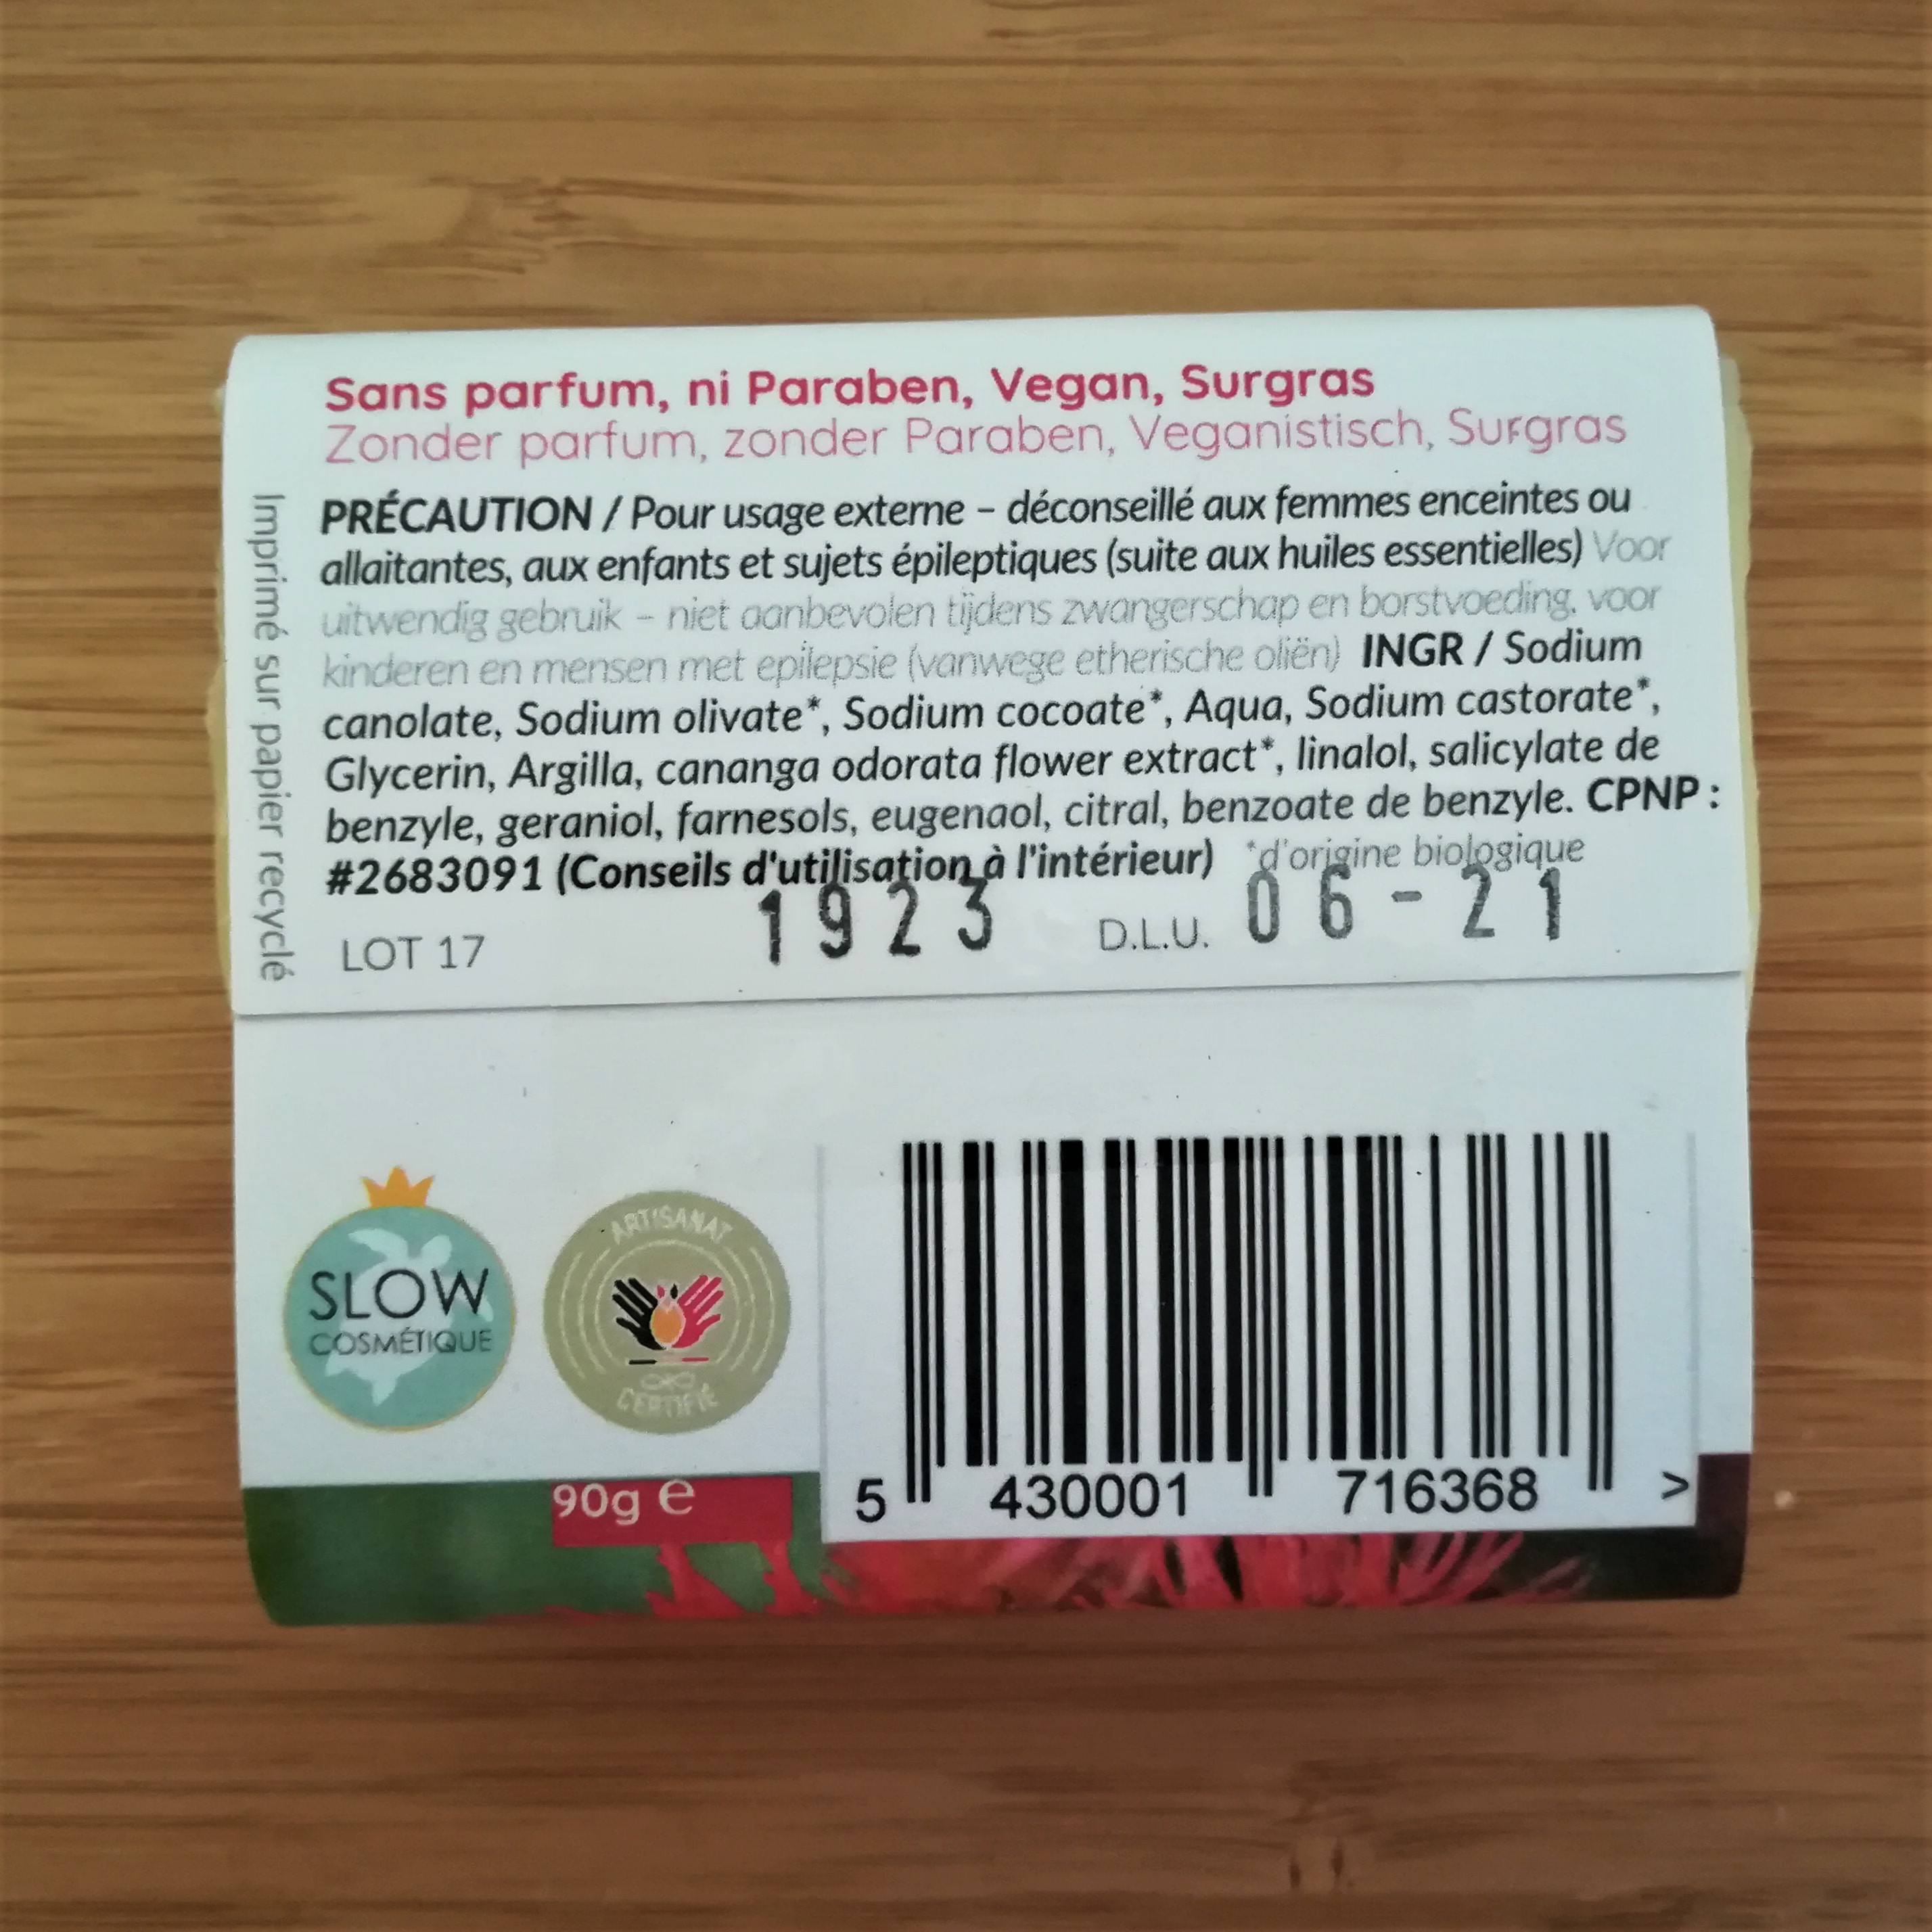 Sans parfum, ni Paraben, Vegan, Surgras
Zonder parfum, zonder Paraben, Veganistisch, Surgras
PRÉCAUTION / Pour usage externe – déconseillé aux femmes enceintes ou
allaitantes, aux enfants et sujets épileptiques (suite aux huiles essentielles) Voor
uitwendig gebruik – niet aanbevolen tijdens zwangerschap en borstvoeding, voor
kinderen en mensen met epilepsie (vanwege etherische oliën) INGR / Sodium
canolate, Sodium olivate*, Sodium cocoate*, Aqua, Sodium castorate*,
Glycerin, Argilla, cananga odorata flower extract*, linalol, salicylate de
benzyle, geraniol, farnesols, eugenaol, citral, benzoate de benzyle. CPNP :
#2683091 (Conseils d'utilisation à l'intérieur) *d'origine biologique
LOT 17 1923 D.L.U. 06-21
Imprimé sur papier recyclé
SLOW
COSMÉTIQUE
ARTISANAT
CERTIFIÉ
90g e
5 430001 716368 >